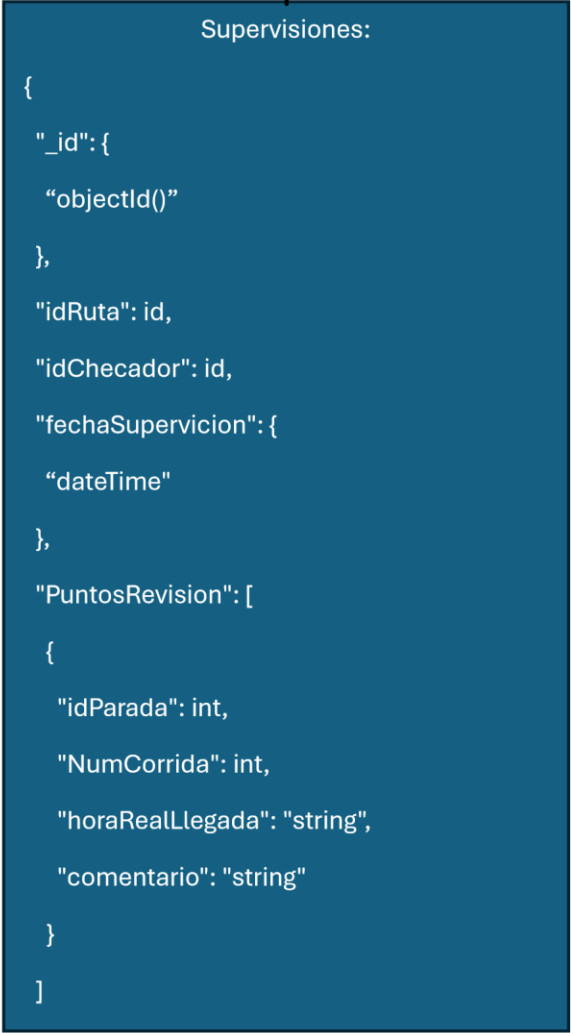 Supervisiones:
{
"_id": {
“objectId()”
},
"idRuta": id,
"idChecador": id,
"fechaSupervicion": {
“dateTime"
},
"PuntosRevision": [
{
"idParada": int,
"NumCorrida": int,
"horaRealLlegada": "string",
"comentario": "string"
}
]